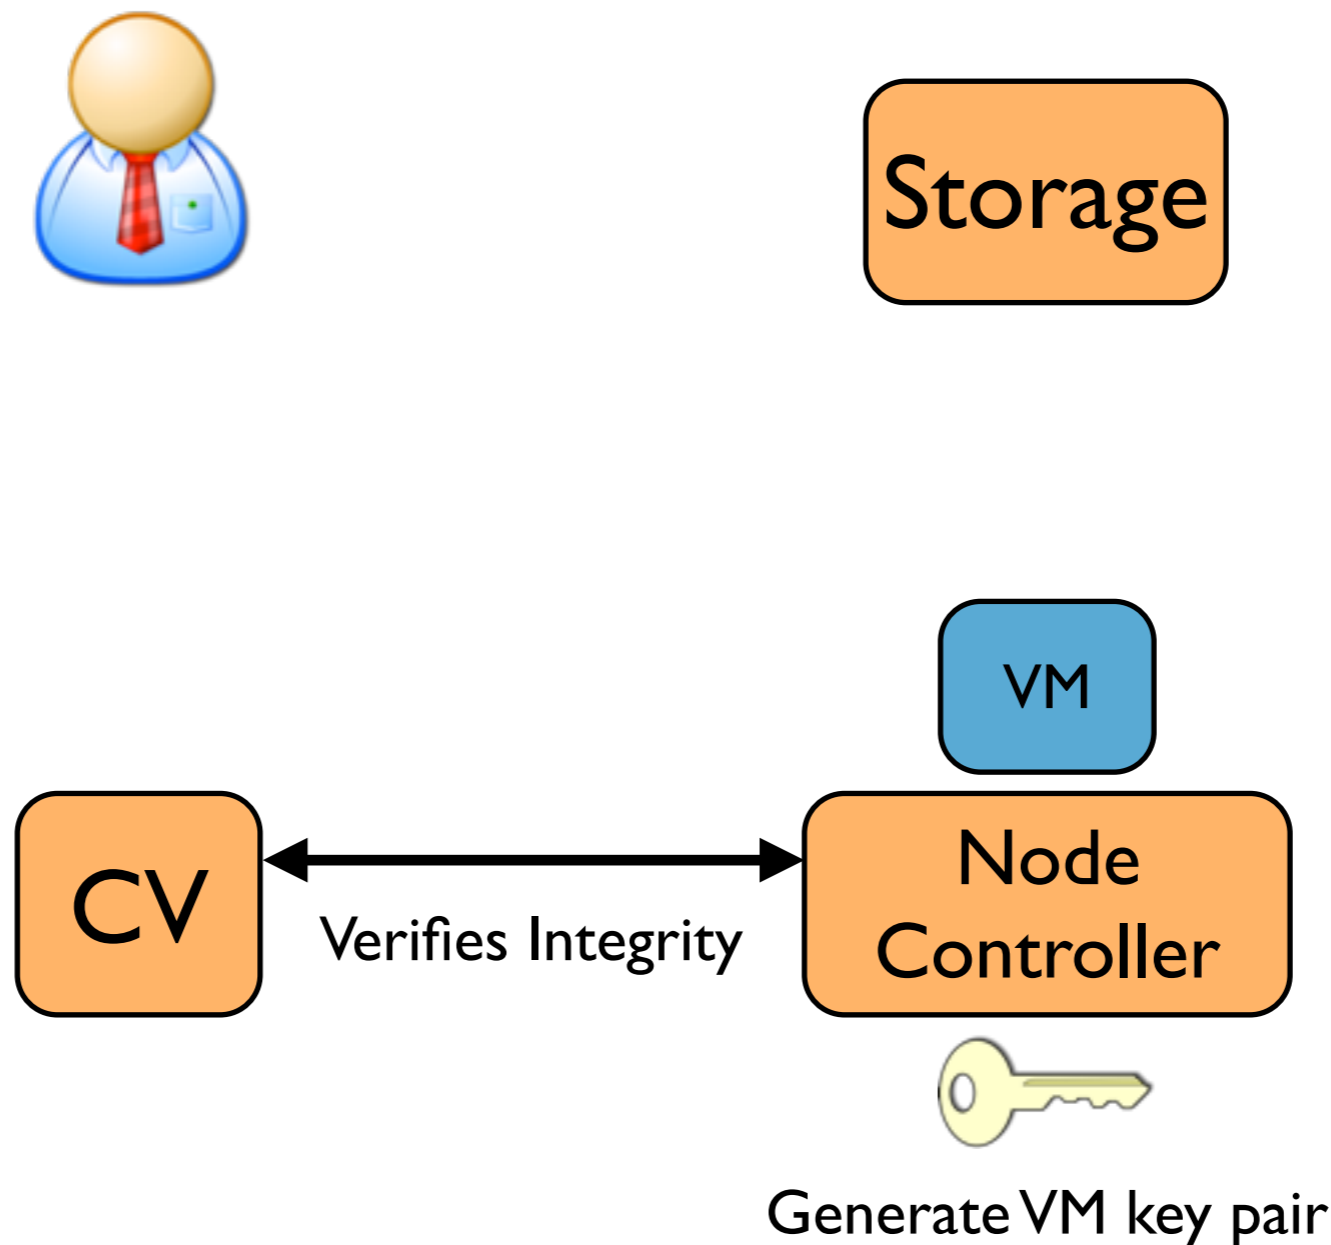 Storage
VM
CV
Verifies Integrity
Node
Controller
Generate VM key pair